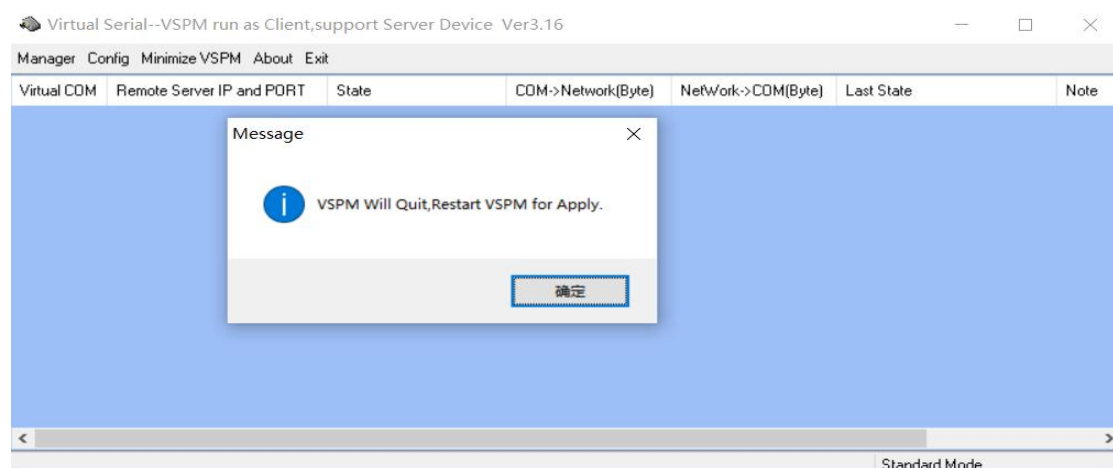 Virtual Serial--VSPM run as Client,support Server Device Ver3.16
Manager Config Minimize VSPM About Exit
Virtual COM Remote Server IP and PORT State COM->Network(Byte) NetWork->COM(Byte) Last State Note
Message
VSPM Will Quit,Restart VSPM for Apply.
确定
Standard Mode